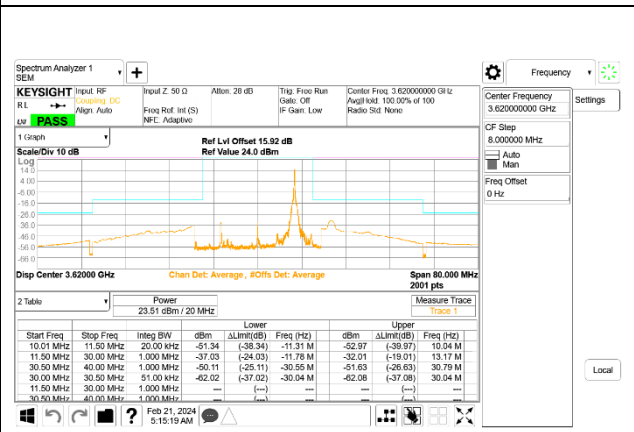 Spectrum Analyzer 1
SEM
Frequency
KEYSIGHT Input: RF Input Z: 50 Ω Atten: 28 dB Trig: Free Run Center Freq: 3.620000000 GHz
RL Coupling: DC Gate: Off Avg|Hold: 100.00% of 100
Align: Auto Freq Ref: Int (S) IF Gain: Low Radio Std: None
PASS NFE: Adaptive
Center Frequency
3.620000000 GHz
Settings
CF Step
8.000000 MHz
Auto
Man
Freq Offset
0 Hz
1 Graph
Ref Lvl Offset 15.92 dB
Scale/Div 10 dB Ref Value 24.0 dBm
Log
14.0
4.00
-6.00
-16.0
-26.0
-36.0
-46.0
-56.0
-66.0
Disp Center 3.62000 GHz Chan Det: Average , #Offs Det: Average Span 80.000 MHz
2001 pts
2 Table Power Measure Trace
23.51 dBm / 20 MHz Trace 1
Lower Upper
Start Freq Stop Freq Integ BW dBm ΔLimit(dB) Freq (Hz) dBm ΔLimit(dB) Freq (Hz)
10.01 MHz 11.50 MHz 20.00 kHz -51.34 (-38.34) -11.31 M -52.97 (-39.97) 10.04 M
11.50 MHz 30.00 MHz 1.000 MHz -37.03 (-24.03) -11.78 M -32.01 (-19.01) 13.17 M
30.50 MHz 40.00 MHz 1.000 MHz -50.11 (-25.11) -30.55 M -51.63 (-26.63) 30.79 M
30.00 MHz 30.50 MHz 51.00 kHz -62.02 (-37.02) -30.04 M -62.08 (-37.08) 30.04 M
11.50 MHz 30.00 MHz 1.000 MHz --- (---) --- --- (---) ---
30.50 MHz 40.00 MHz 1.000 MHz --- (---) --- --- (---) ---
Local
? Feb 21, 2024
5:15:19 AM